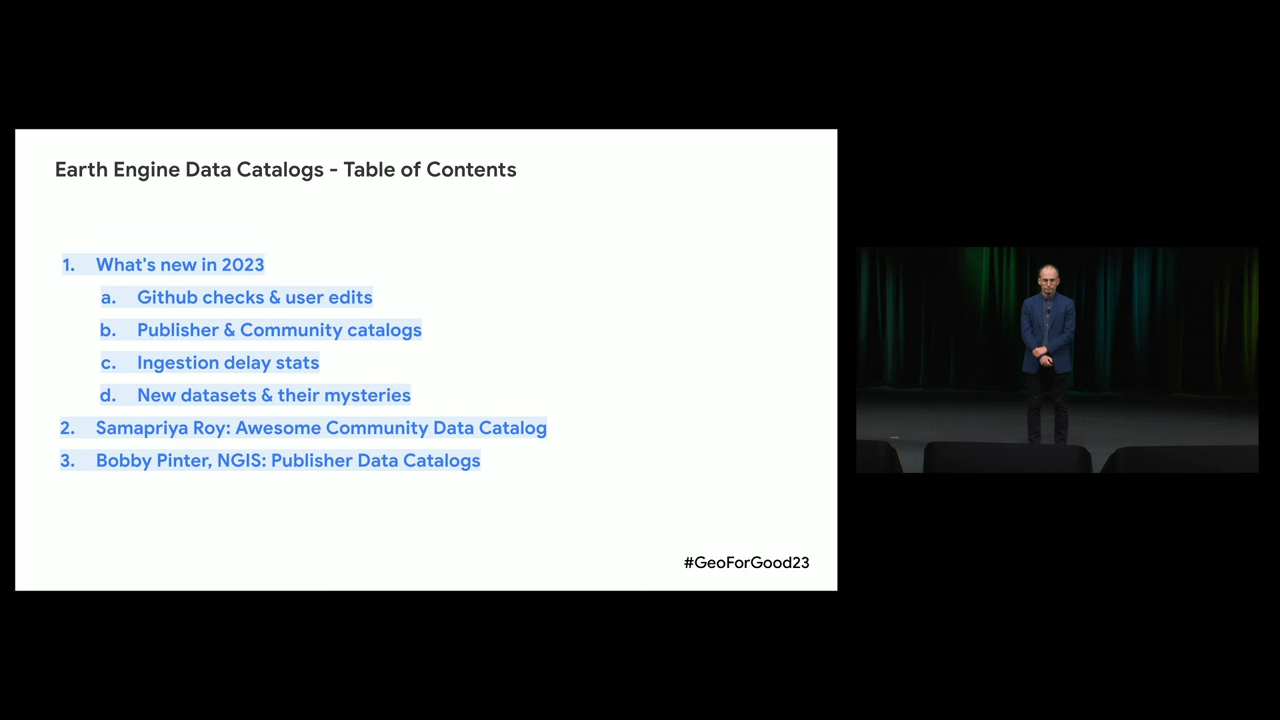 Earth Engine Data Catalogs - Table of Contents
1. What's new in 2023
a. Github checks & user edits
b. Publisher & Community catalogs
c. Ingestion delay stats
d. New datasets & their mysteries
2. Samapriya Roy: Awesome Community Data Catalog
3. Bobby Pinter, NGIS: Publisher Data Catalogs
#GeoForGood23